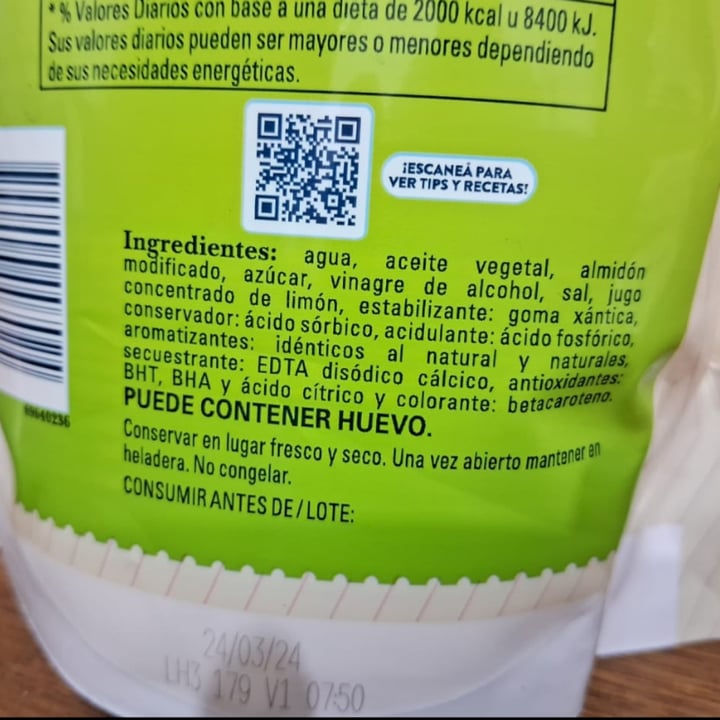 * % Valores Diarios con base a una dieta de 2000 kcal u 8400 kJ.
Sus valores diarios pueden ser mayores o menores dependiendo
de sus necesidades energéticas.
¡ESCANEÁ PARA
VER TIPS Y RECETAS!
Ingredientes: agua, aceite vegetal, almidón
modificado, azúcar, vinagre de alcohol, sal, jugo
concentrado de limón, estabilizante: goma xántica,
conservador: ácido sórbico, acidulante: ácido fosfórico,
aromatizantes: idénticos al natural y naturales,
secuestrante: EDTA disódico cálcico, antioxidantes:
BHT, BHA y ácido cítrico y colorante: betacaroteno.
PUEDE CONTENER HUEVO.
Conservar en lugar fresco y seco. Una vez abierto mantener en
heladera. No congelar.
CONSUMIR ANTES DE/LOTE:
24/03/24
LH3 179 V1 07:50